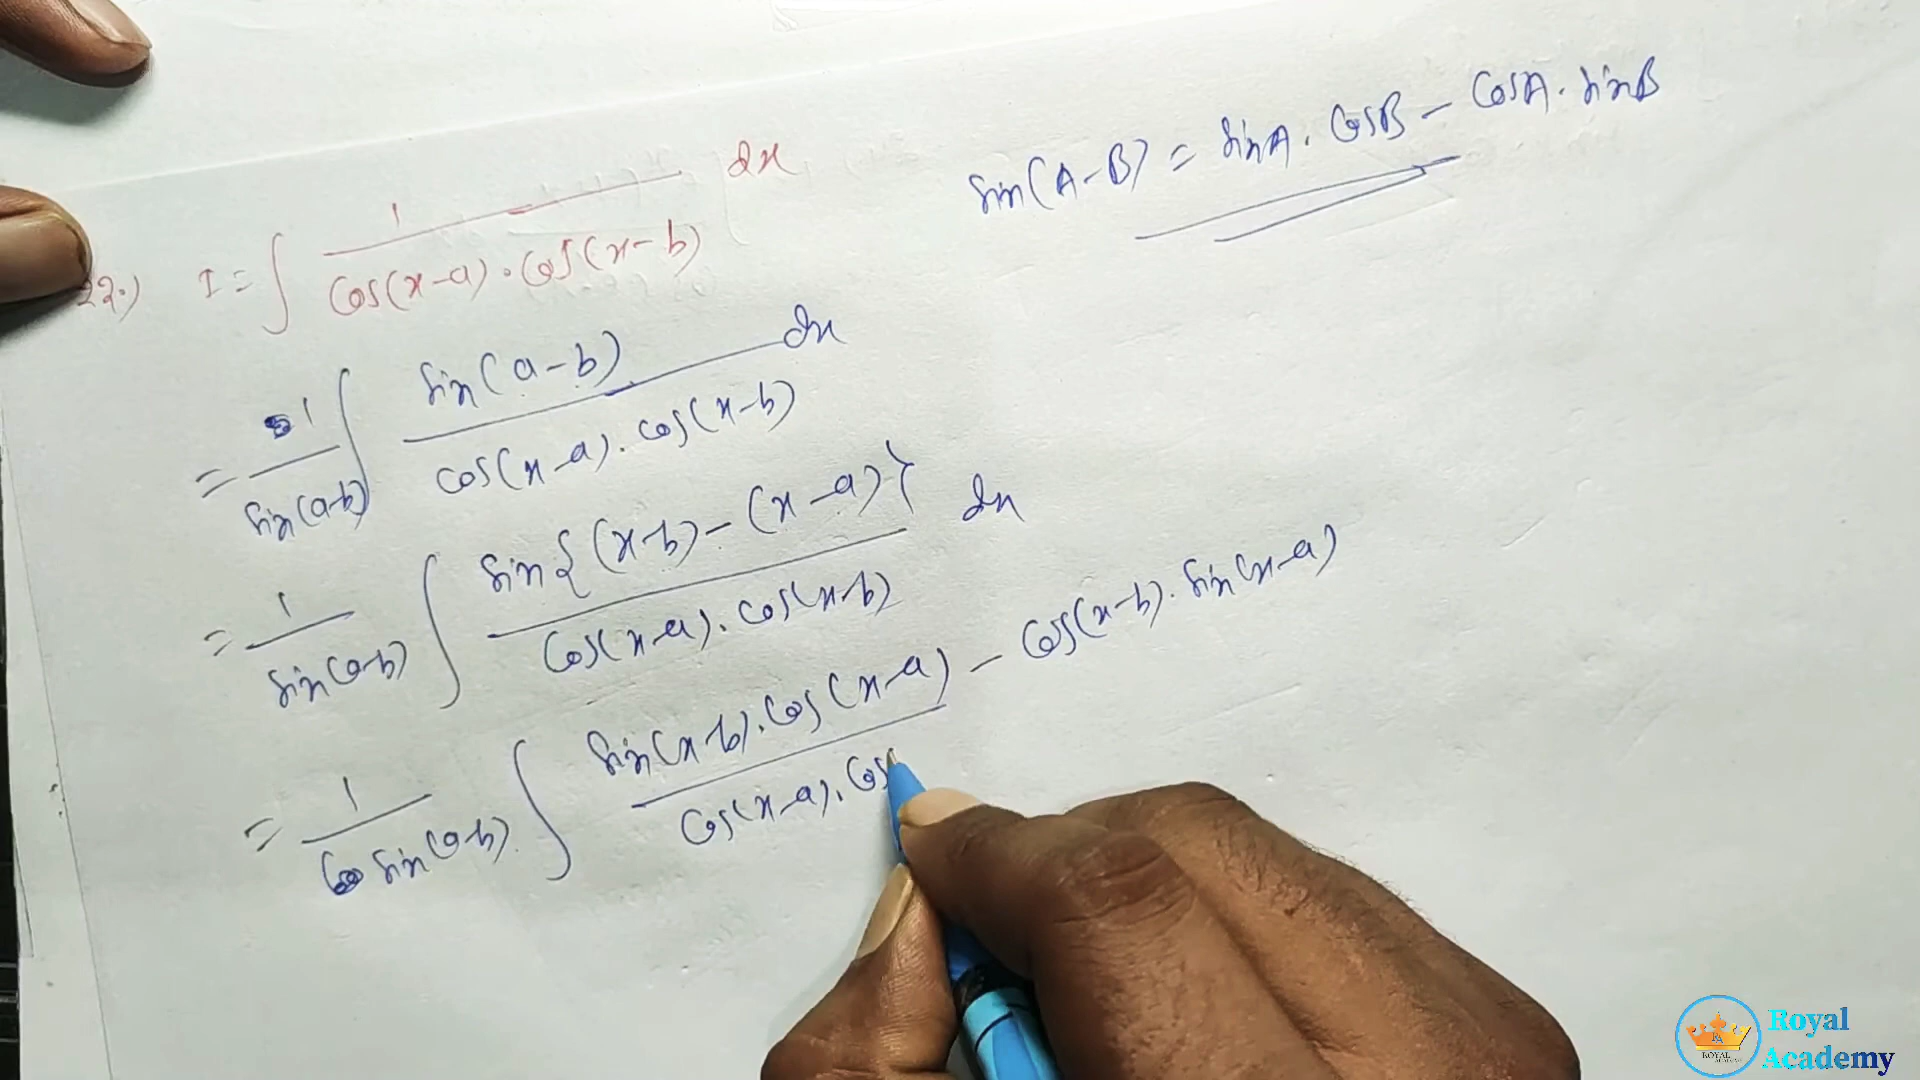 sin(A-B) = sinA . CosB - CosA . sinB
22.) I = ∫ 1 / Cos(x-a) . Cos(x-b) dx
= 1 / sin(a-b) ∫ sin(a-b) / cos(x-a) . cos(x-b) dx
= 1 / sin(a-b) ∫ sin{(x-b) - (x-a)} / Cos(x-a) . Cos(x-b) dx
= 1 / sin(a-b) ∫ sin(x-b) . Cos(x-a) - Cos(x-b) . sin(x-a) / Cos(x-a) . Cos
Royal
Academy
ROYAL